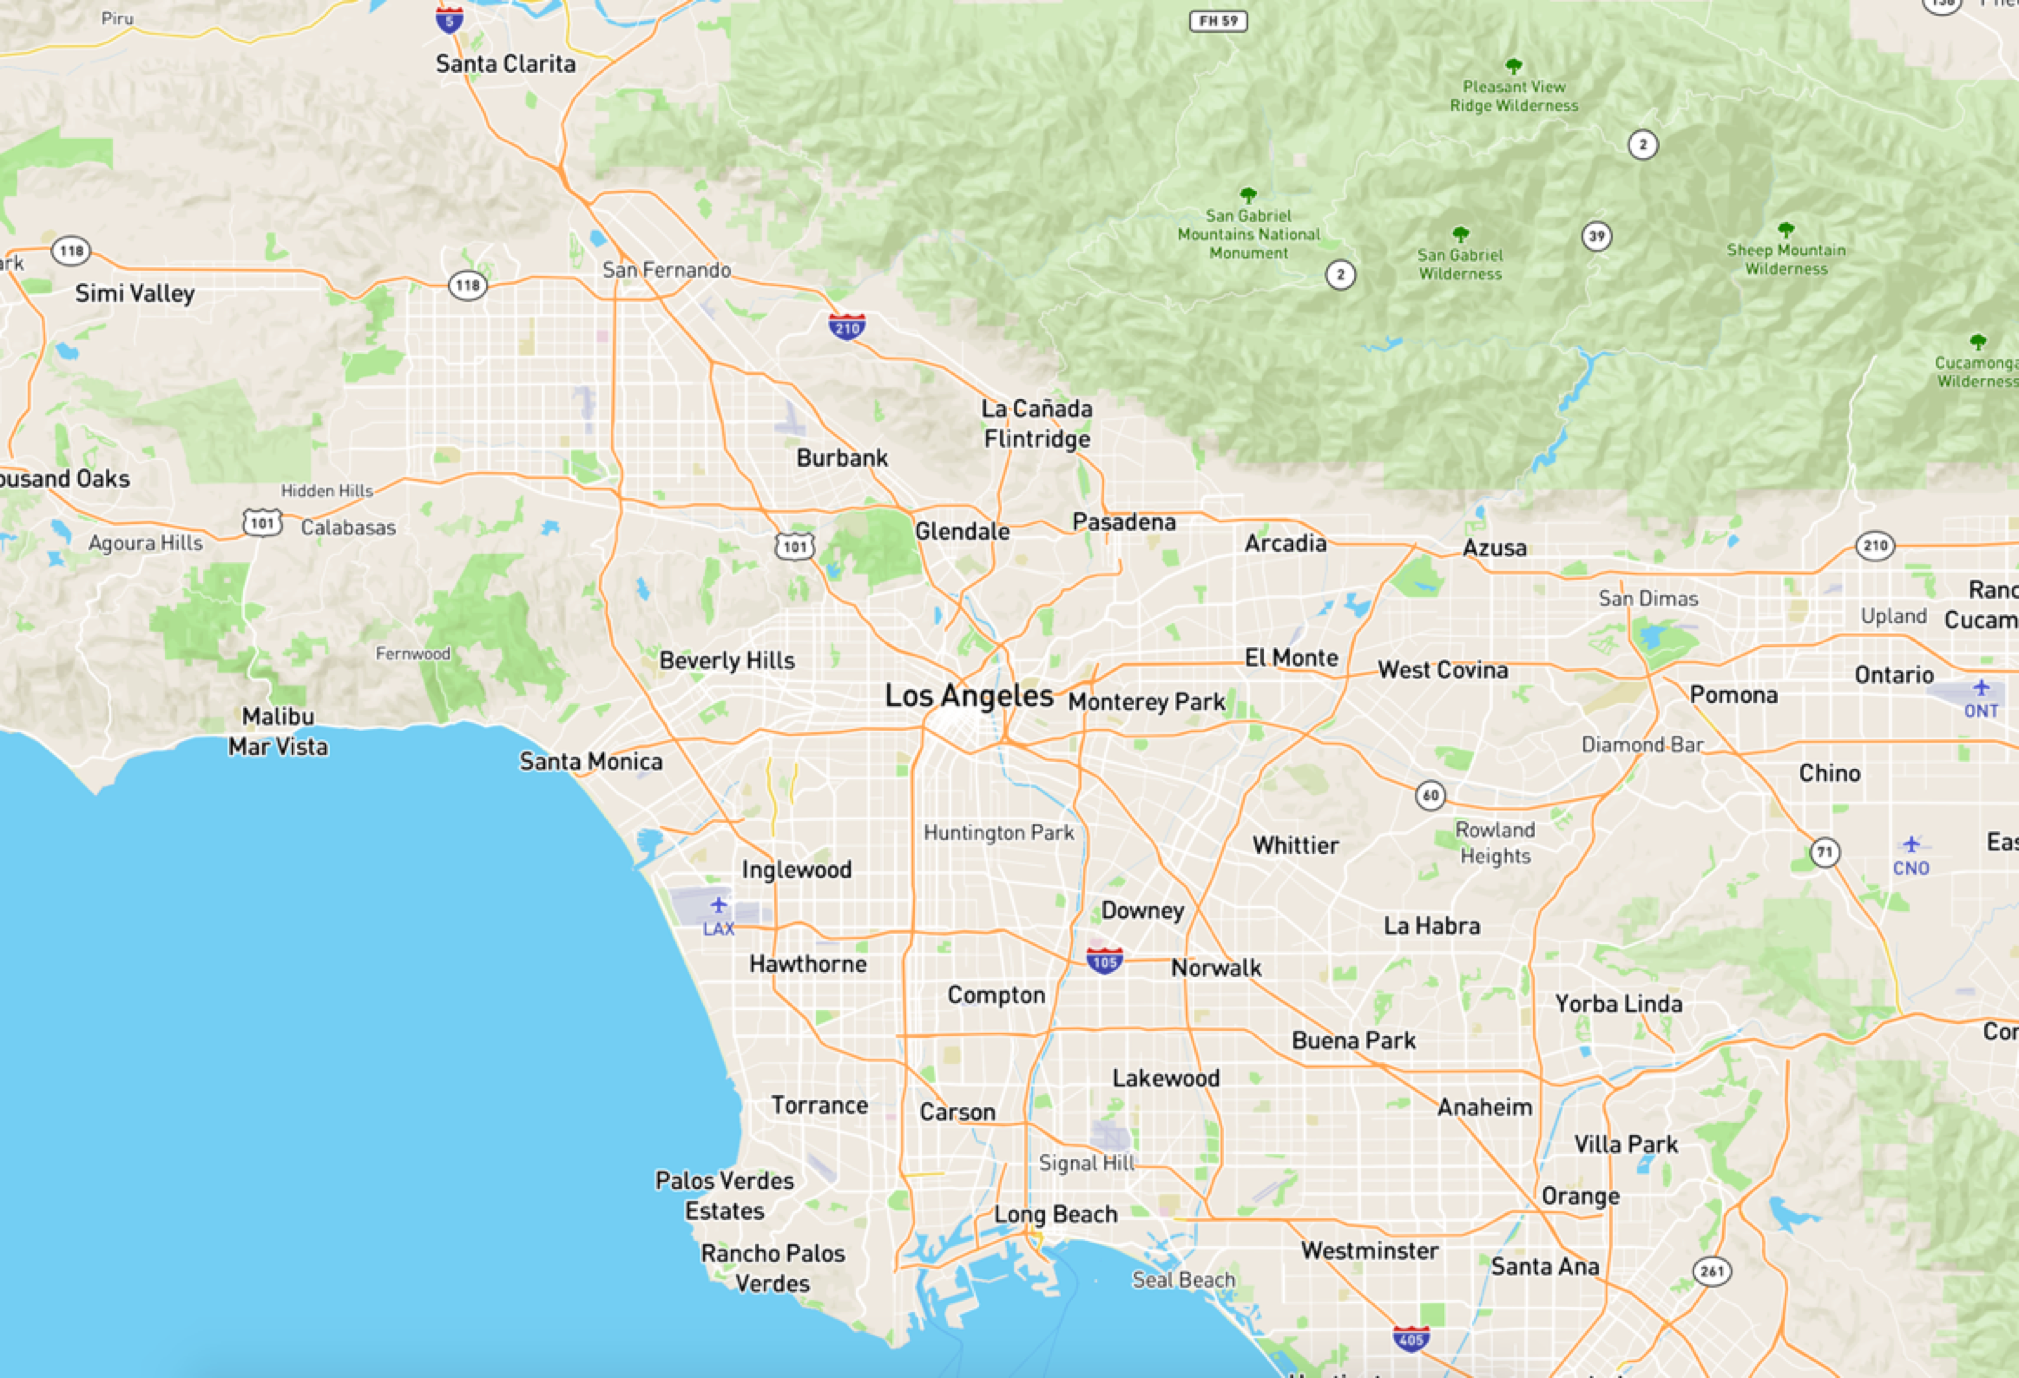 Piru
5
FH 59
138
Santa Clarita
Pleasant View
Ridge Wilderness
2
San Gabriel
Mountains National
Monument
39
118
ark
San Gabriel
Wilderness
Sheep Mountain
Wilderness
San Fernando
2
118
Simi Valley
210
Cucamonga
Wilderness
La Cañada
Flintridge
Burbank
ousand Oaks
Hidden Hills
101
Calabasas
Pasadena
Glendale
Agoura Hills
101
Arcadia
Azusa
210
Ranc
Cucam
San Dimas
Upland
Fernwood
Beverly Hills
El Monte
West Covina
Ontario
Los Angeles
Monterey Park
Pomona
ONT
Malibu
Mar Vista
Diamond Bar
Santa Monica
Chino
60
Huntington Park
Rowland
Heights
Whittier
Eas
71
CNO
Inglewood
Downey
LAX
La Habra
Hawthorne
105
Norwalk
Compton
Yorba Linda
Cor
Buena Park
Lakewood
Torrance
Carson
Anaheim
Villa Park
Signal Hill
Palos Verdes
Estates
Orange
Long Beach
Rancho Palos
Verdes
Westminster
Santa Ana
261
Seal Beach
405